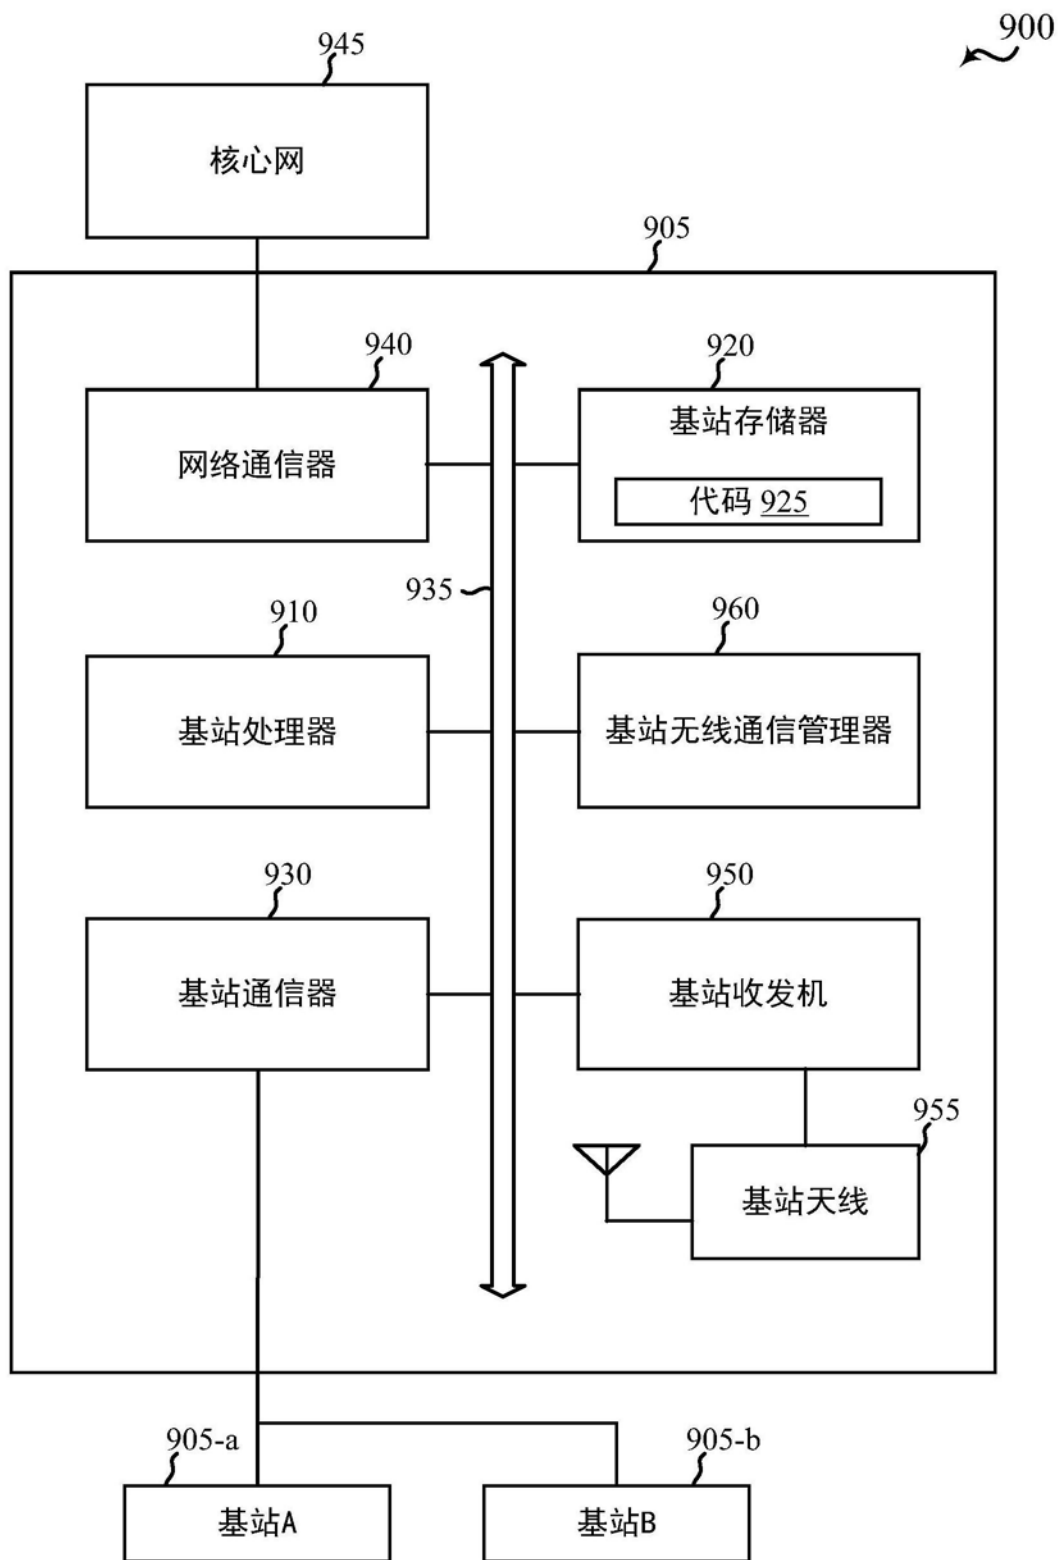 900
945
核心网
905
940
网络通信器
920
基站存储器
代码 925
935
910
基站处理器
960
基站无线通信管理器
930
基站通信器
950
基站收发机
955
基站天线
905-a
基站A
905-b
基站B